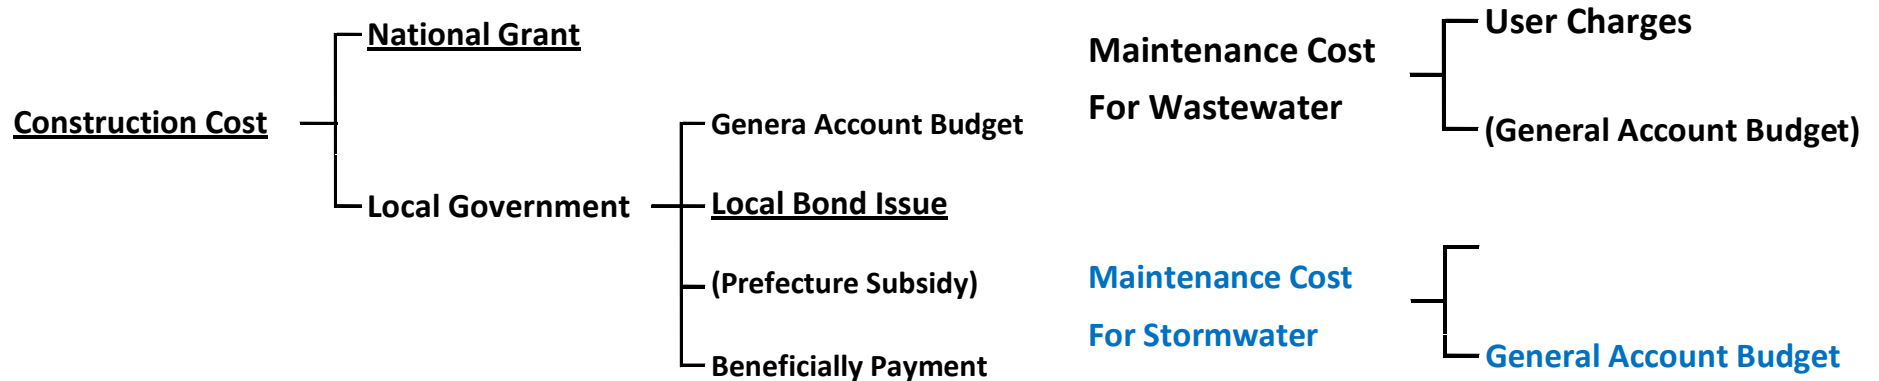 Construction Cost
National Grant
Local Government
Genera Account Budget
Local Bond Issue
(Prefecture Subsidy)
Beneficially Payment
Maintenance Cost
For Wastewater
User Charges
(General Account Budget)
Maintenance Cost
For Stormwater
General Account Budget